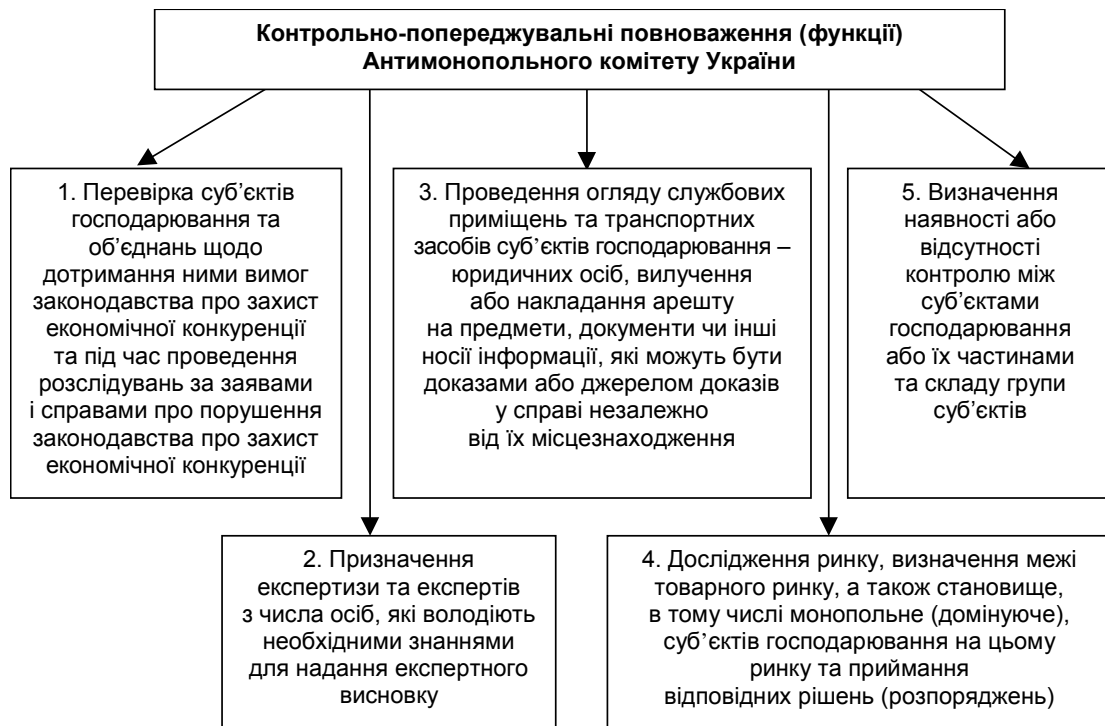 Контрольно-попереджувальні повноваження (функції)
Антимонопольного комітету України
1. Перевірка суб’єктів
господарювання та
об’єднань щодо
дотримання ними вимог
законодавства про захист
економічної конкуренції
та під час проведення
розслідувань за заявами
і справами про порушення
законодавства про захист
економічної конкуренції
3. Проведення огляду службових
приміщень та транспортних
засобів суб’єктів господарювання –
юридичних осіб, вилучення
або накладання арешту
на предмети, документи чи інші
носії інформації, які можуть бути
доказами або джерелом доказів
у справі незалежно
від їх місцезнаходження
5. Визначення
наявності або
відсутності
контролю між
суб’єктами
господарювання
або їх частинами
та складу групи
суб’єктів
2. Призначення
експертизи та експертів
з числа осіб, які володіють
необхідними знаннями
для надання експертного
висновку
4. Дослідження ринку, визначення межі
товарного ринку, а також становище,
в тому числі монопольне (домінуюче),
суб’єктів господарювання на цьому
ринку та приймання
відповідних рішень (розпоряджень)